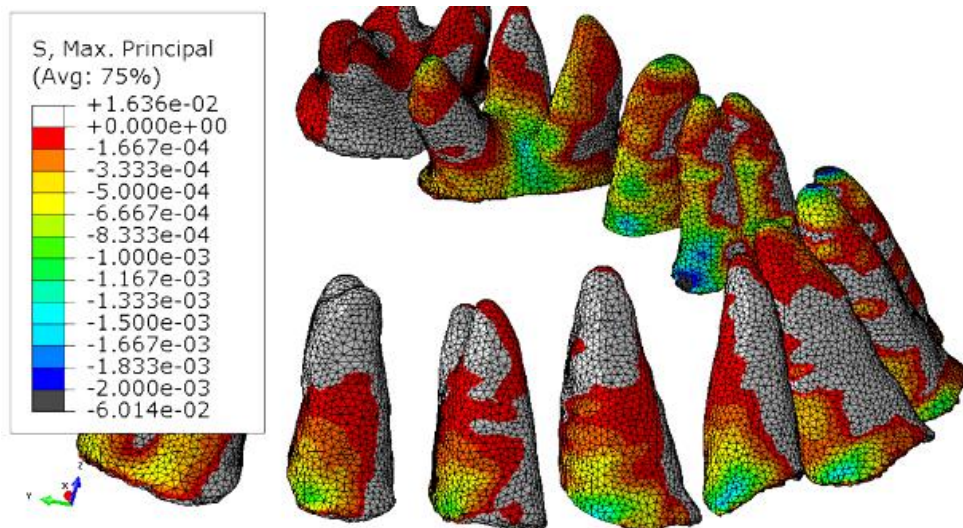 S, Max. Principal
(Avg: 75%)
+1.636e-02
+0.000e+00
-1.667e-04
-3.333e-04
-5.000e-04
-6.667e-04
-8.333e-04
-1.000e-03
-1.167e-03
-1.333e-03
-1.500e-03
-1.667e-03
-1.833e-03
-2.000e-03
-6.014e-02
Z
Y
X